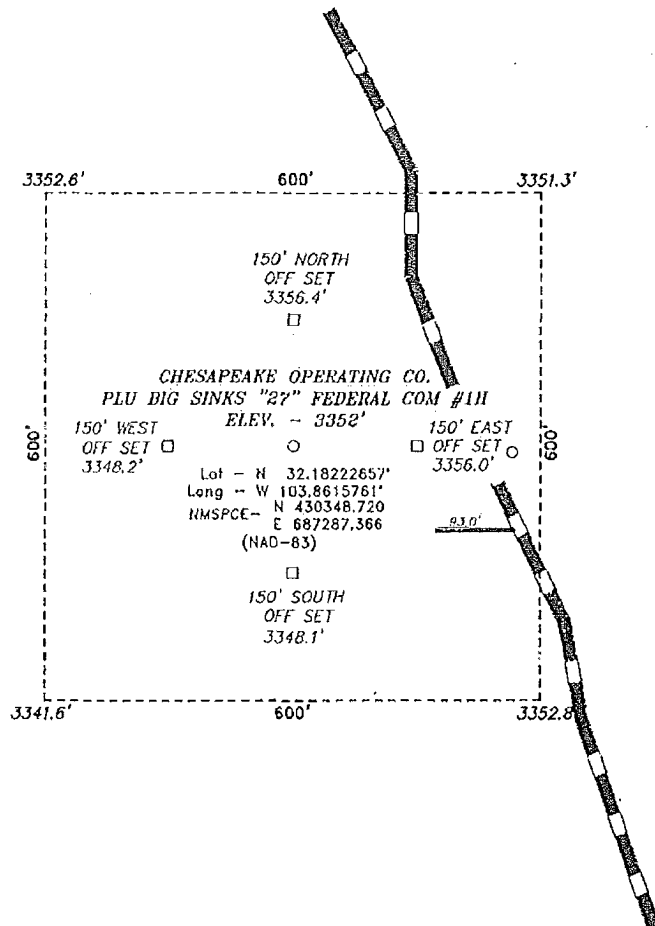 3352.6' 600' 3351.3'
150' NORTH
OFF SET
3356.4'
CHESAPEAKE OPERATING CO.
PLU BIG SINKS "27" FEDERAL COM #1H
ELEV. - 3352'
150' WEST
OFF SET
3348.2'
150' EAST
OFF SET
3356.0'
600'
600'
Lat - N 32.18222657°
Long - W 103.8615761°
NMSPCE- N 430348.720
E 687287.366
(NAD-83)
93.0'
150' SOUTH
OFF SET
3348.1'
3341.6' 600' 3352.8'